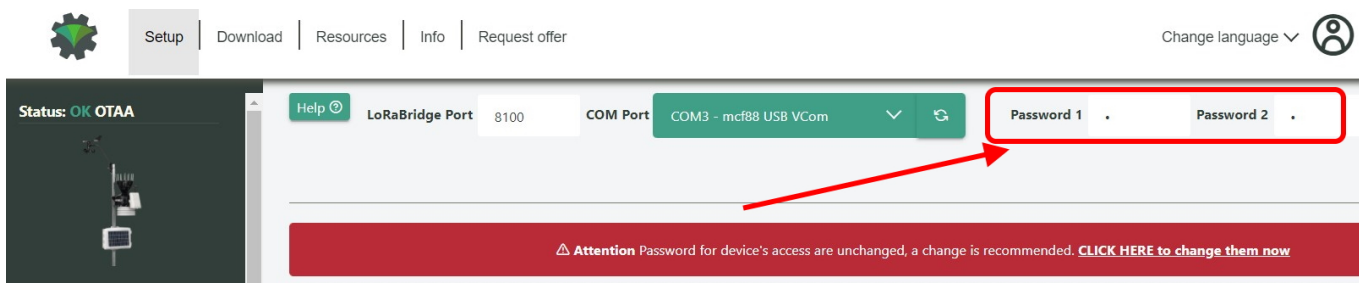 Setup
Download
Resources
Info
Request offer
Change language
Status: OK OTAA
Help
LoRaBridge Port
8100
COM Port
COM3 - mcf88 USB VCom
Password 1
.
Password 2
.
Attention Password for device's access are unchanged, a change is recommended. CLICK HERE to change them now